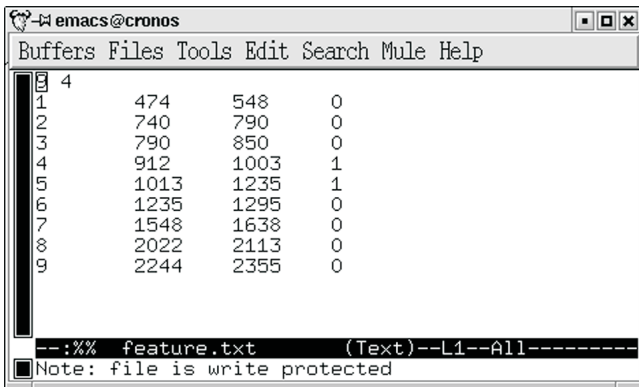 emacs@cronos
Buffers Files Tools Edit Search Mule Help
9 4
1 474 548 0
2 740 790 0
3 790 850 0
4 912 1003 1
5 1013 1235 1
6 1235 1295 0
7 1548 1638 0
8 2022 2113 0
9 2244 2355 0
--:%% feature.txt (Text)--L1--All---------
Note: file is write protected